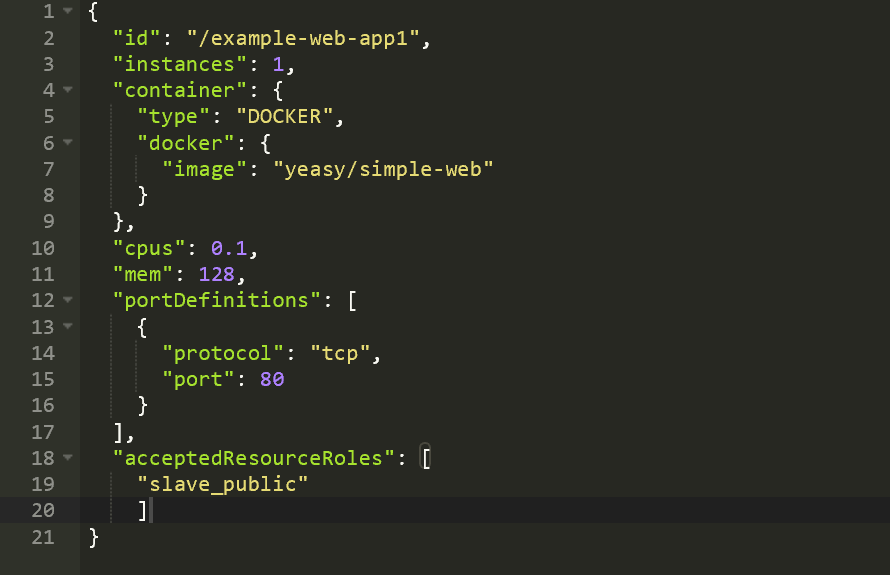 1 {
2   "id": "/example-web-app1",
3   "instances": 1,
4   "container": {
5     "type": "DOCKER",
6     "docker": {
7       "image": "yeasy/simple-web"
8     }
9   },
10   "cpus": 0.1,
11   "mem": 128,
12   "portDefinitions": [
13     {
14       "protocol": "tcp",
15       "port": 80
16     }
17   ],
18   "acceptedResourceRoles": [
19     "slave_public"
20     ]
21 }